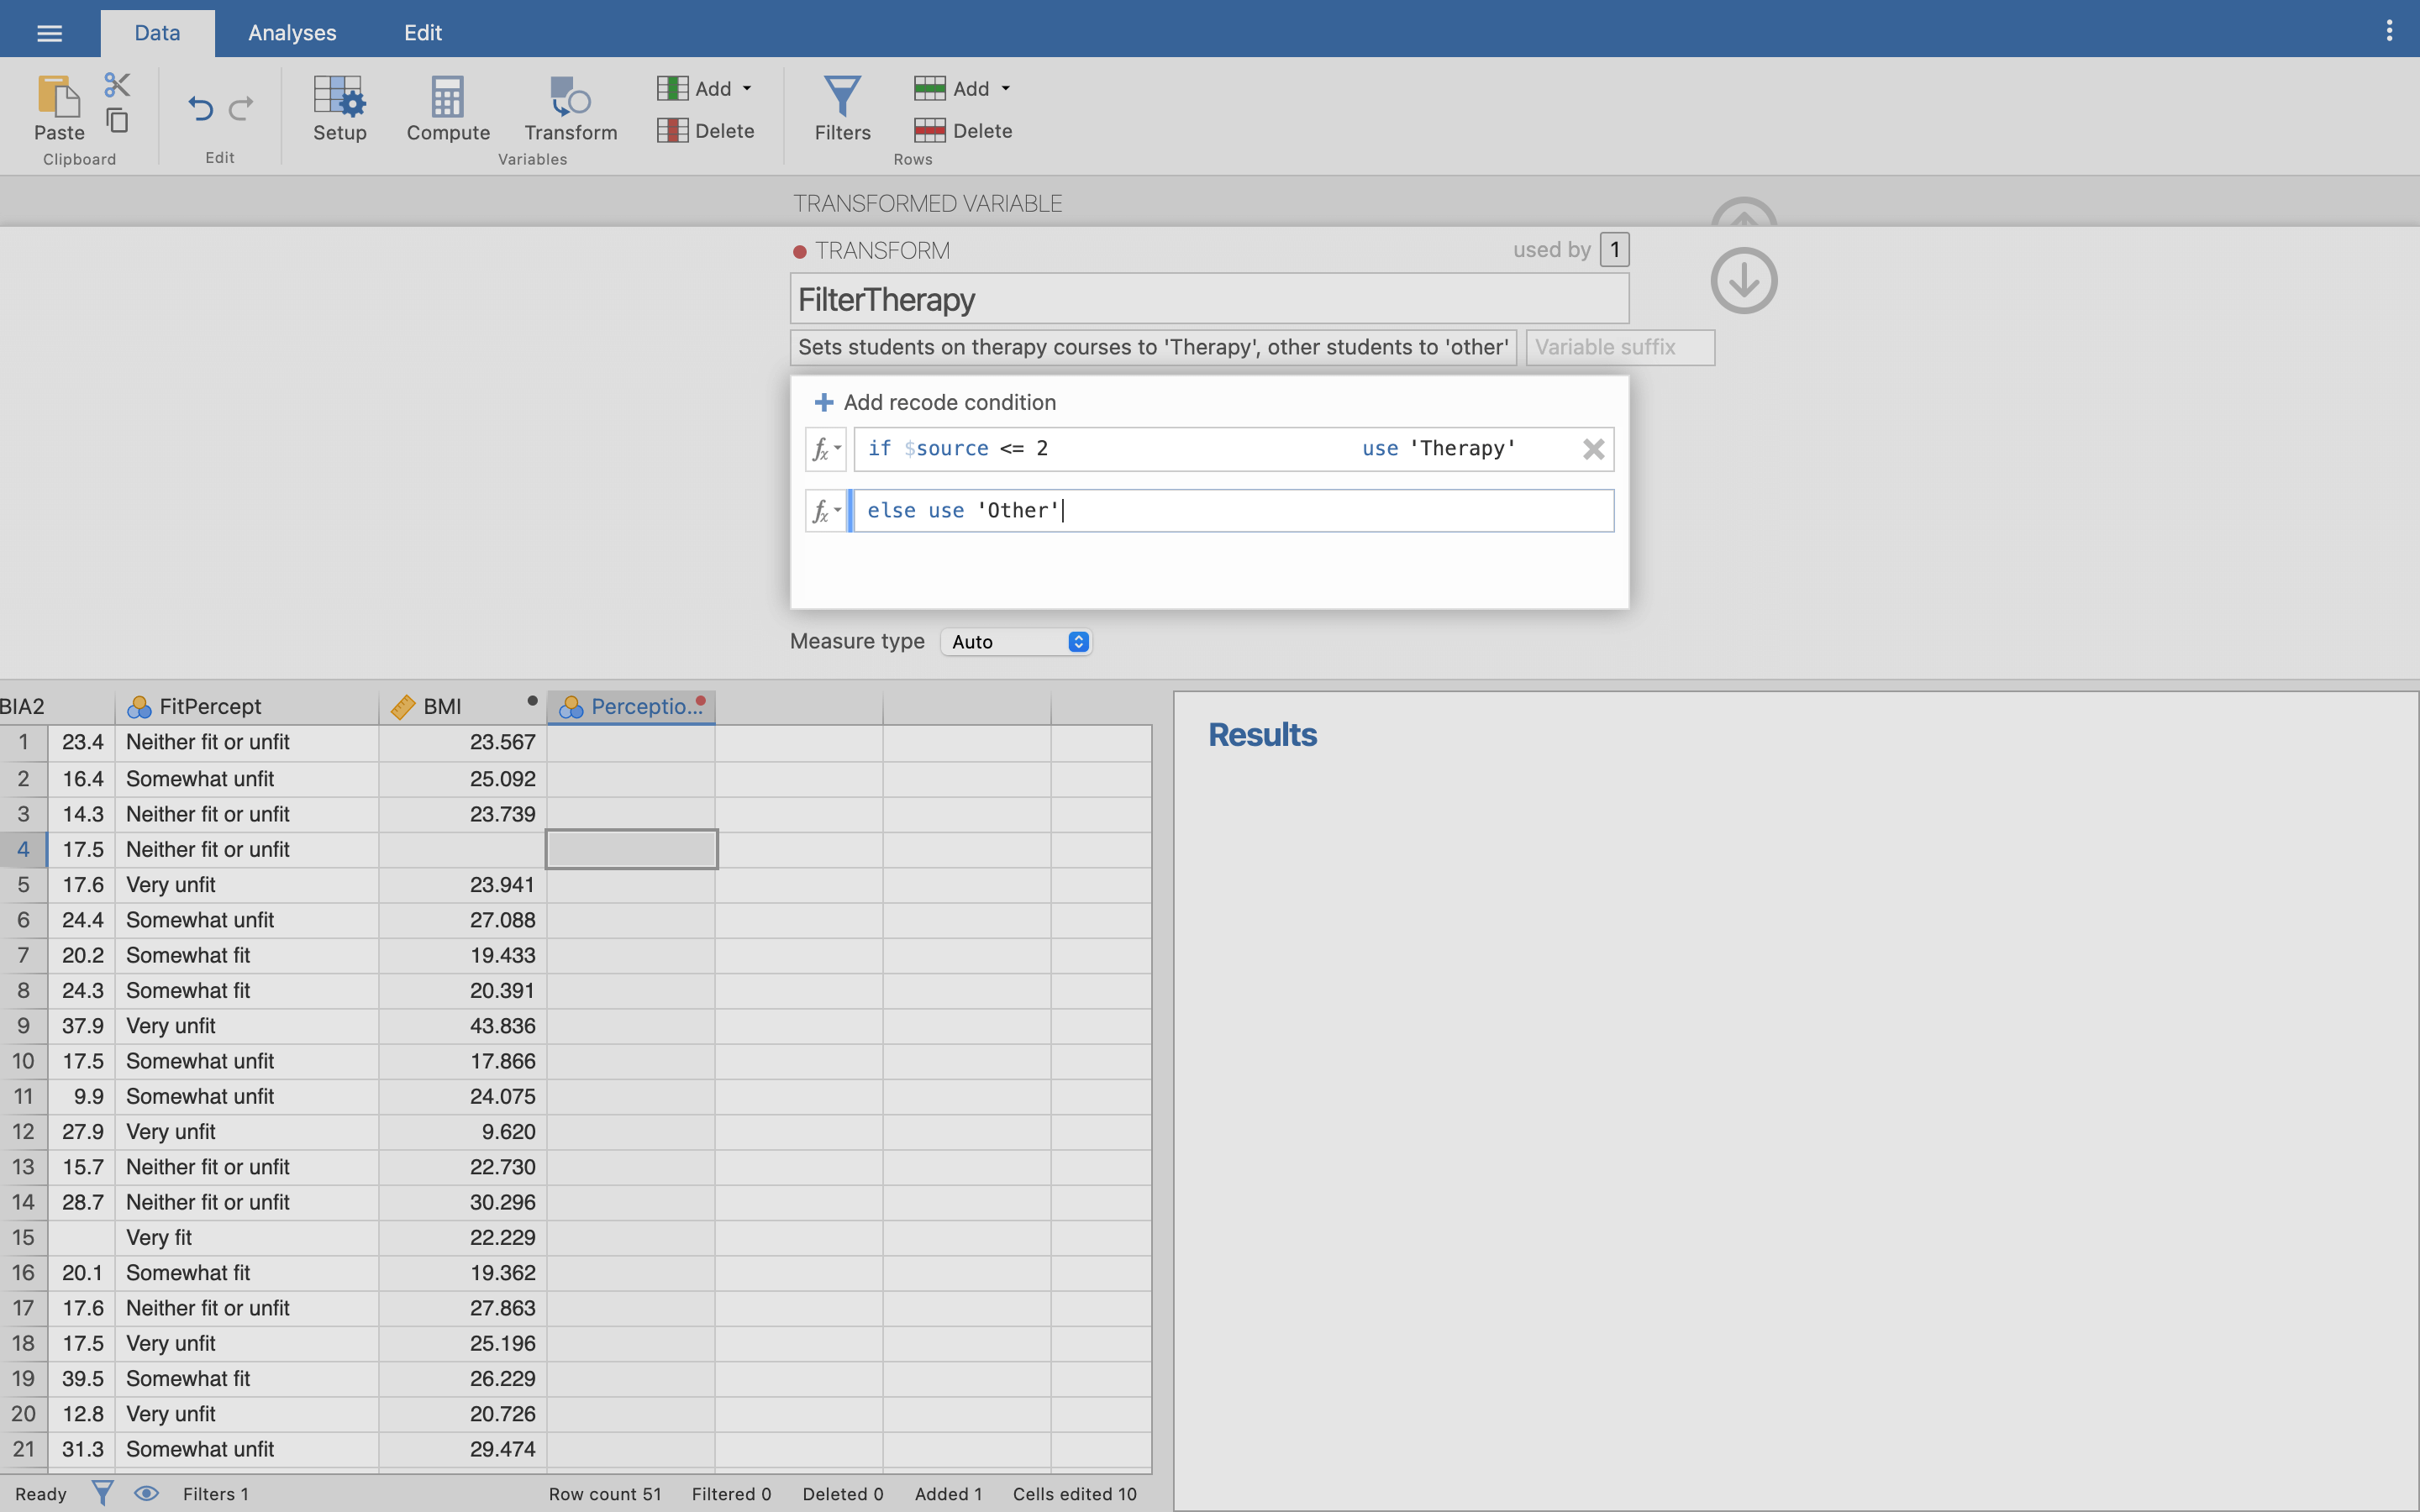 Data Analyses Edit
Paste
Clipboard
Edit
Setup Compute Transform
Add
Delete
Variables
Filters
Add
Delete
Rows
TRANSFORMED VARIABLE
TRANSFORM used by 1
FilterTherapy
Sets students on therapy courses to 'Therapy', other students to 'other' Variable suffix
Add recode condition
fx if $source <= 2 use 'Therapy'
fx else use 'Other'
Measure type Auto
BIA2 FitPercept BMI Perceptio...
1 23.4 Neither fit or unfit 23.567
2 16.4 Somewhat unfit 25.092
3 14.3 Neither fit or unfit 23.739
4 17.5 Neither fit or unfit
5 17.6 Very unfit 23.941
6 24.4 Somewhat unfit 27.088
7 20.2 Somewhat fit 19.433
8 24.3 Somewhat fit 20.391
9 37.9 Very unfit 43.836
10 17.5 Somewhat unfit 17.866
11 9.9 Somewhat unfit 24.075
12 27.9 Very unfit 9.620
13 15.7 Neither fit or unfit 22.730
14 28.7 Neither fit or unfit 30.296
15 Very fit 22.229
16 20.1 Somewhat fit 19.362
17 17.6 Neither fit or unfit 27.863
18 17.5 Very unfit 25.196
19 39.5 Somewhat fit 26.229
20 12.8 Very unfit 20.726
21 31.3 Somewhat unfit 29.474
Results
Ready Filters 1 Row count 51 Filtered 0 Deleted 0 Added 1 Cells edited 10